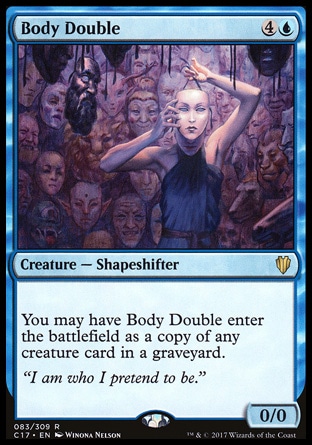 Body Double 4
Creature — Shapeshifter
You may have Body Double enter
the battlefield as a copy of any
creature card in a graveyard.
“I am who I pretend to be.”
0/0
083/309 R
C17 • EN Winona Nelson ™ & © 2017 Wizards of the Coast